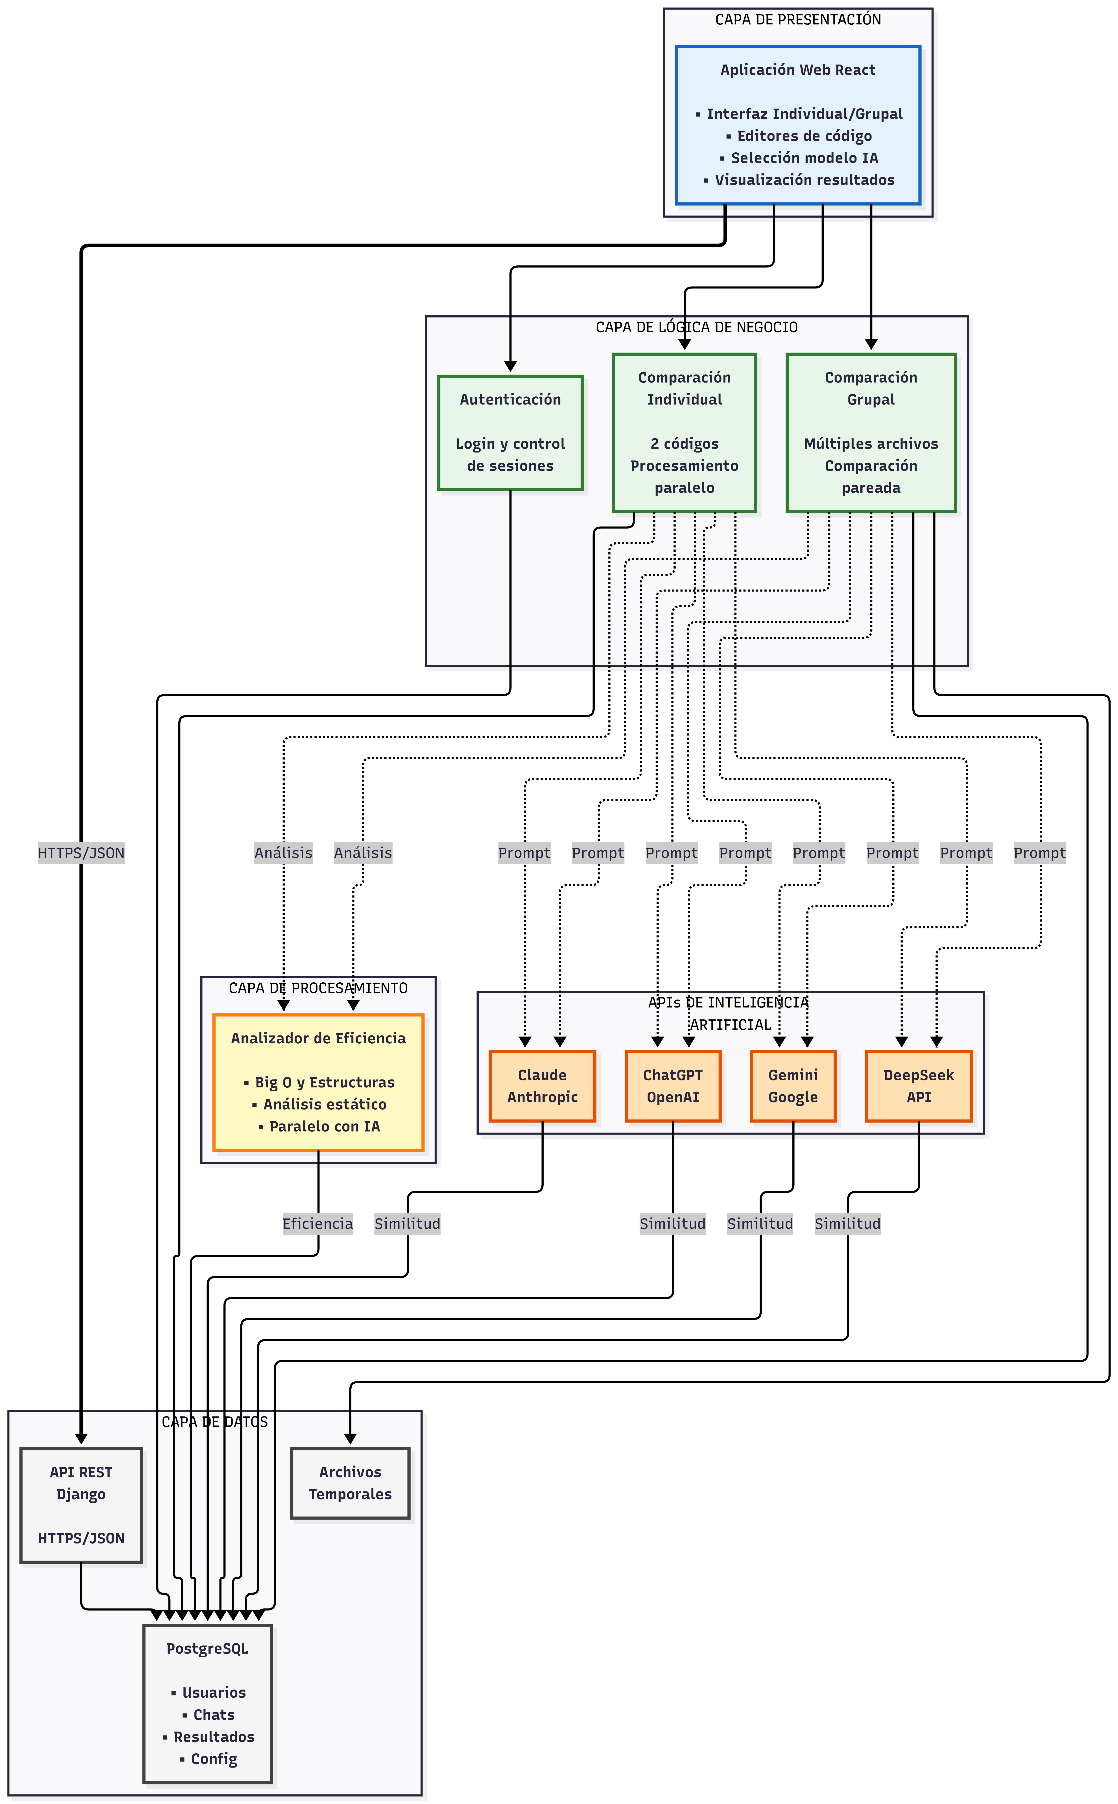 CAPA DE PRESENTACIÓN
Aplicación Web React
▪ Interfaz Individual/Grupal
▪ Editores de código
▪ Selección modelo IA
▪ Visualización resultados
CAPA DE LÓGICA DE NEGOCIO
Autenticación
Login y control
de sesiones
Comparación
Individual
2 códigos
Procesamiento
paralelo
Comparación
Grupal
Múltiples archivos
Comparación
pareada
HTTPS/JSON
Análisis
Análisis
Prompt
Prompt
Prompt
Prompt
Prompt
Prompt
Prompt
Prompt
CAPA DE PROCESAMIENTO
Analizador de Eficiencia
▪ Big O y Estructuras
▪ Análisis estático
▪ Paralelo con IA
APIs DE INTELIGENCIA
ARTIFICIAL
Claude
Anthropic
ChatGPT
OpenAI
Gemini
Google
DeepSeek
API
Eficiencia
Similitud
Similitud
Similitud
Similitud
CAPA DE DATOS
API REST
Django
HTTPS/JSON
Archivos
Temporales
PostgreSQL
▪ Usuarios
▪ Chats
▪ Resultados
▪ Config